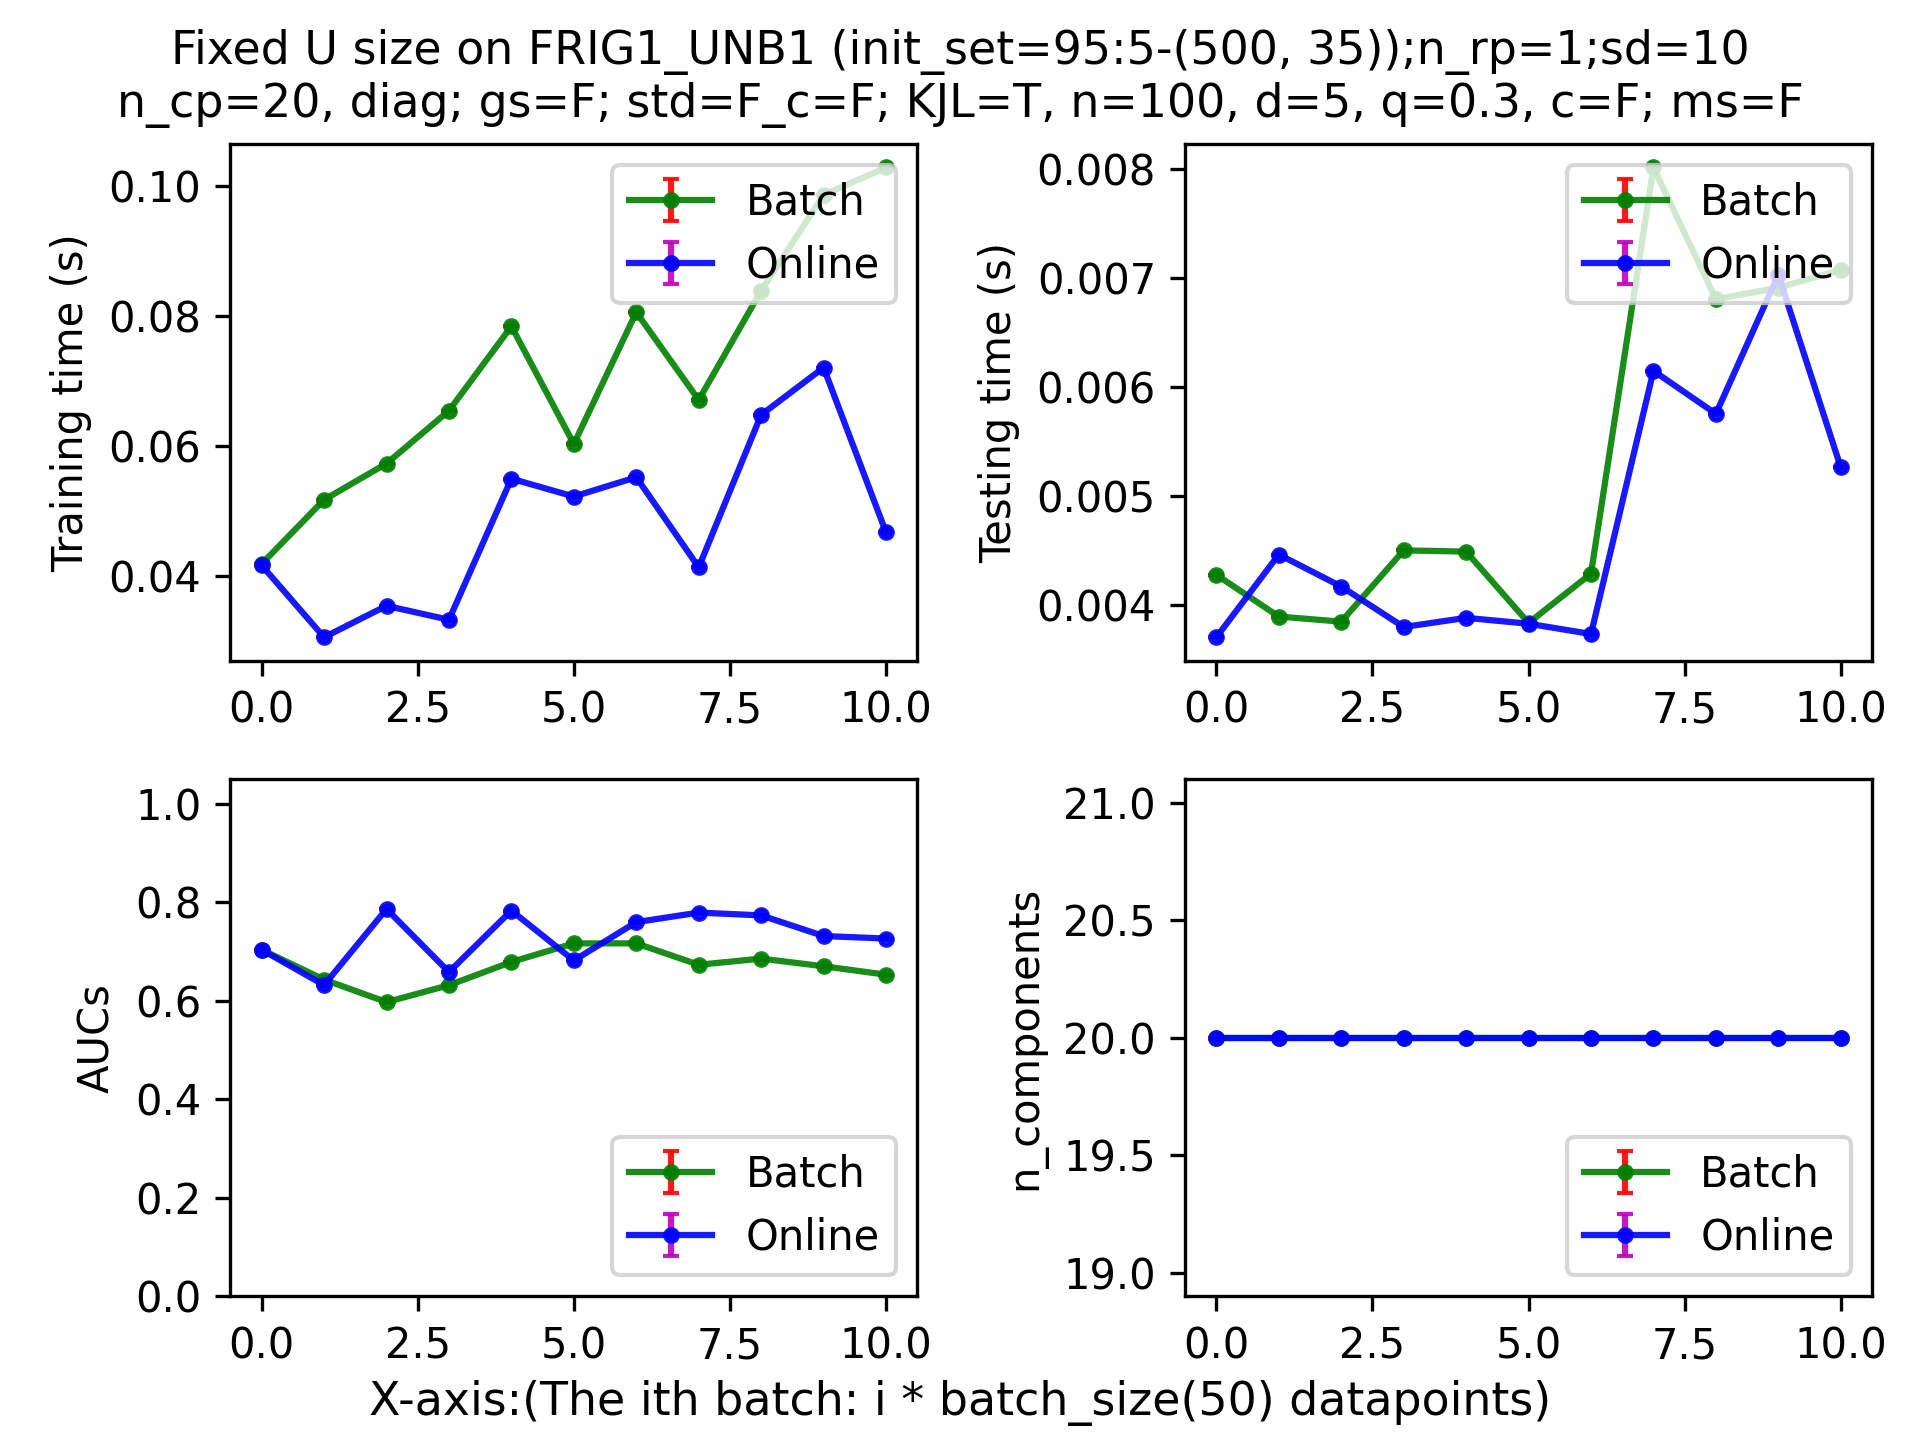 Fixed U size on FRIG1_UNB1 (init_set=95:5-(500, 35));n_rp=1;sd=10
n_cp=20, diag; gs=F; std=F_c=F; KJL=T, n=100, d=5, q=0.3, c=F; ms=F
Training time (s)
0.10
0.08
0.06
0.04
0.0 2.5 5.0 7.5 10.0
Batch
Online
Testing time (s)
0.008
0.007
0.006
0.005
0.004
0.0 2.5 5.0 7.5 10.0
Batch
Online
AUCs
1.0
0.8
0.6
0.4
0.2
0.0
0.0 2.5 5.0 7.5 10.0
Batch
Online
n_components
21.0
20.5
20.0
19.5
19.0
0.0 2.5 5.0 7.5 10.0
Batch
Online
X-axis:(The ith batch: i * batch_size(50) datapoints)